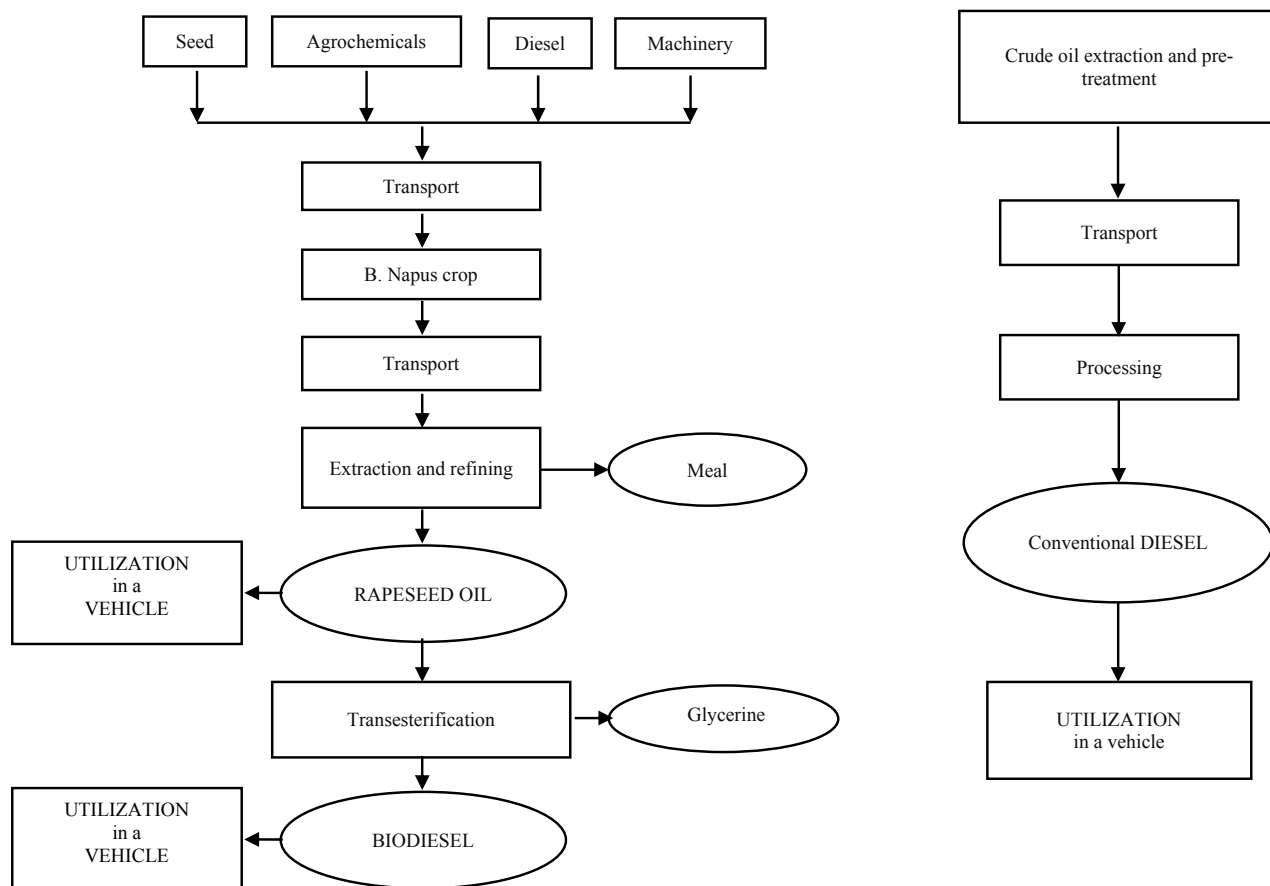 Seed
Agrochemicals
Diesel
Machinery
Transport
B. Napus crop
Transport
Extraction and refining
Meal
UTILIZATION
in a
VEHICLE
RAPESEED OIL
Transesterification
Glycerine
UTILIZATION
in a
VEHICLE
BIODIESEL
Crude oil extraction and pre-
treatment
Transport
Processing
Conventional DIESEL
UTILIZATION
in a vehicle